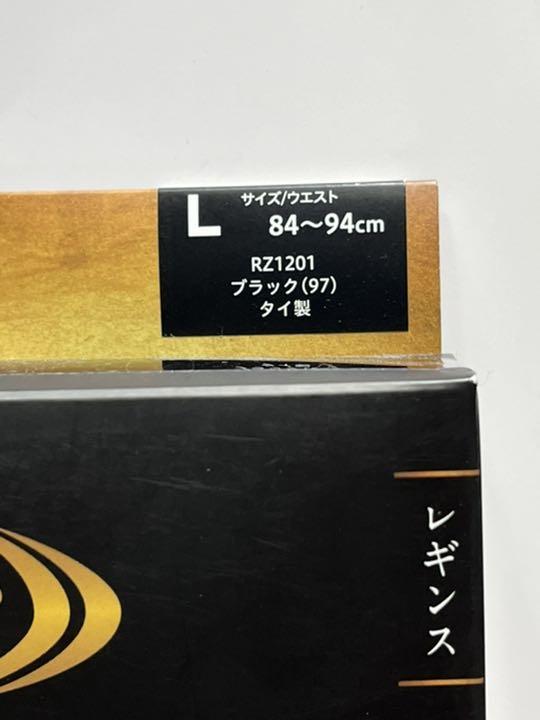 L
サイズ/ウエスト
84〜94cm
RZ1201
ブラック(97)
タイ製
レギンス